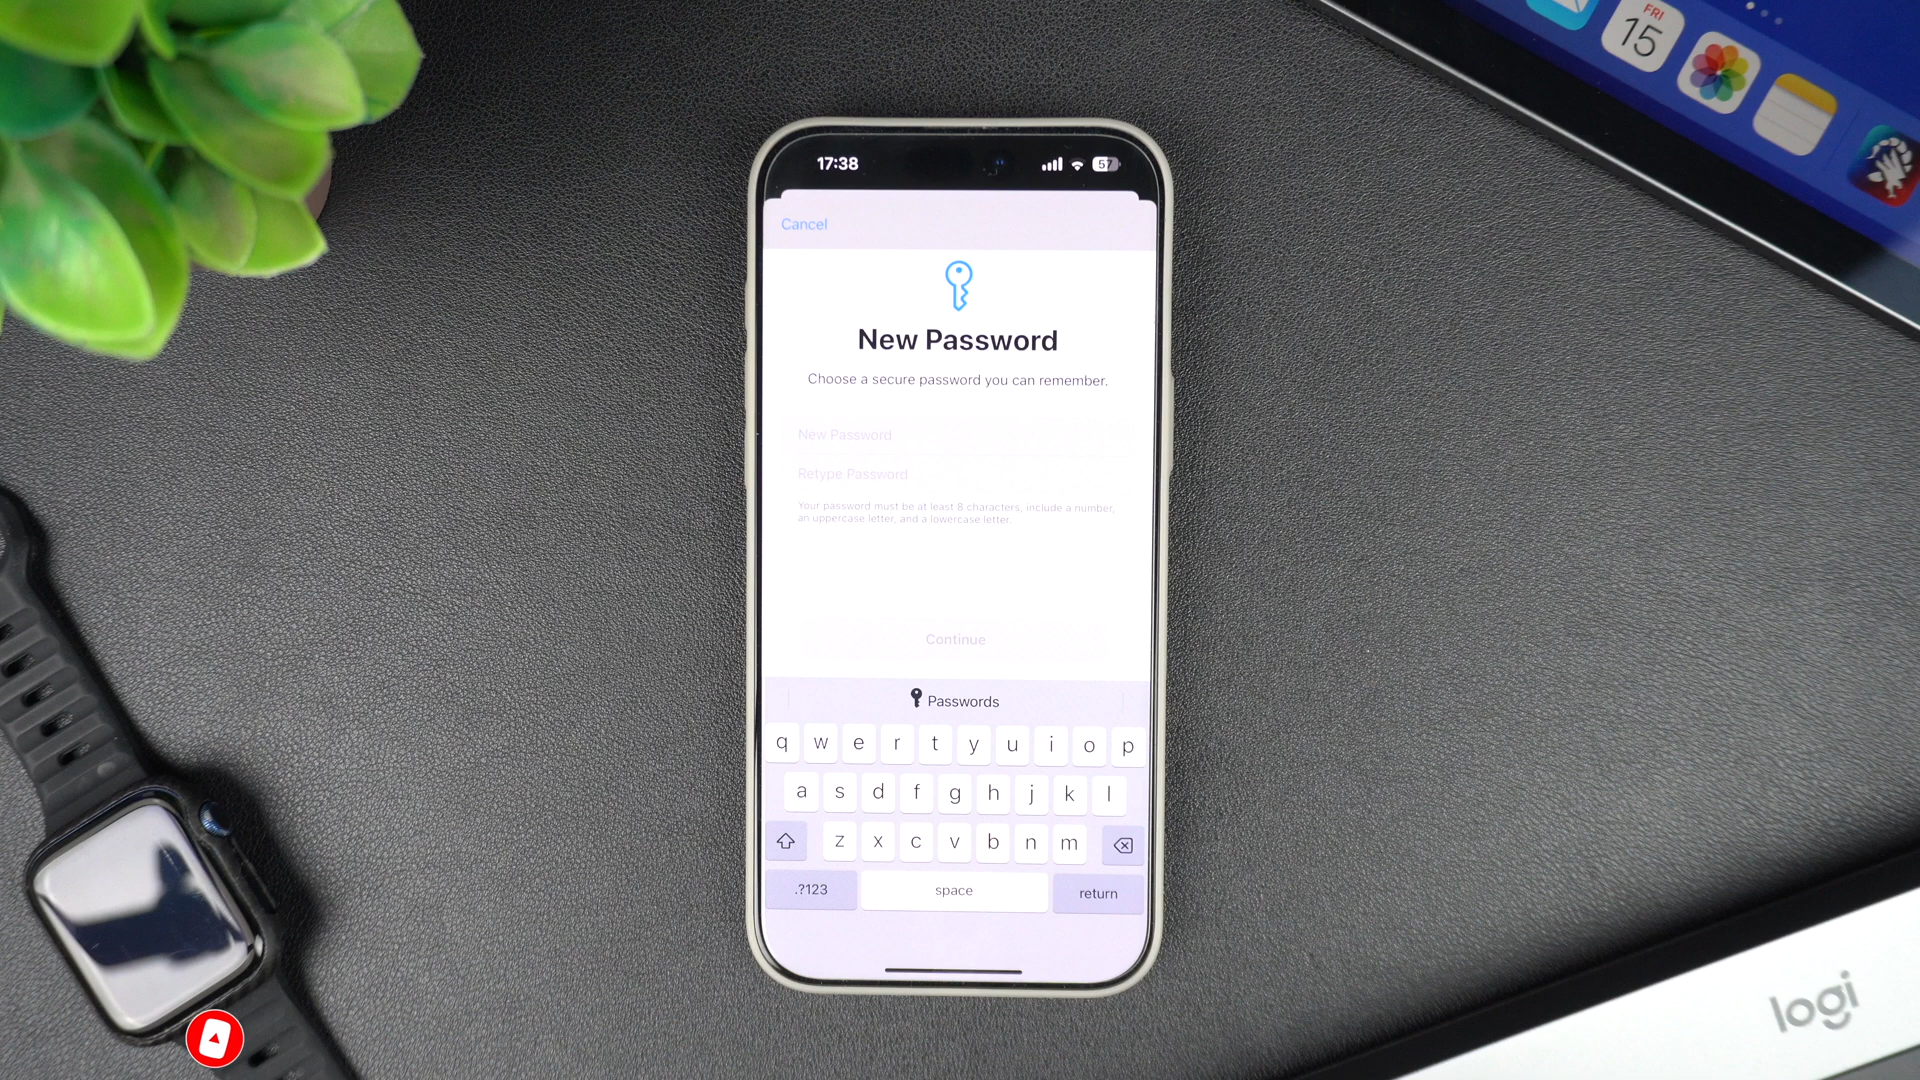 FRI
15
17:38
57
Cancel
New Password
Choose a secure password you can remember.
New Password
Retype Password
Your password must be at least 8 characters, include a number,
an uppercase letter, and a lowercase letter.
Continue
Passwords
q w e r t y u i o p
a s d f g h j k l
z x c v b n m
.?123 space return
logi